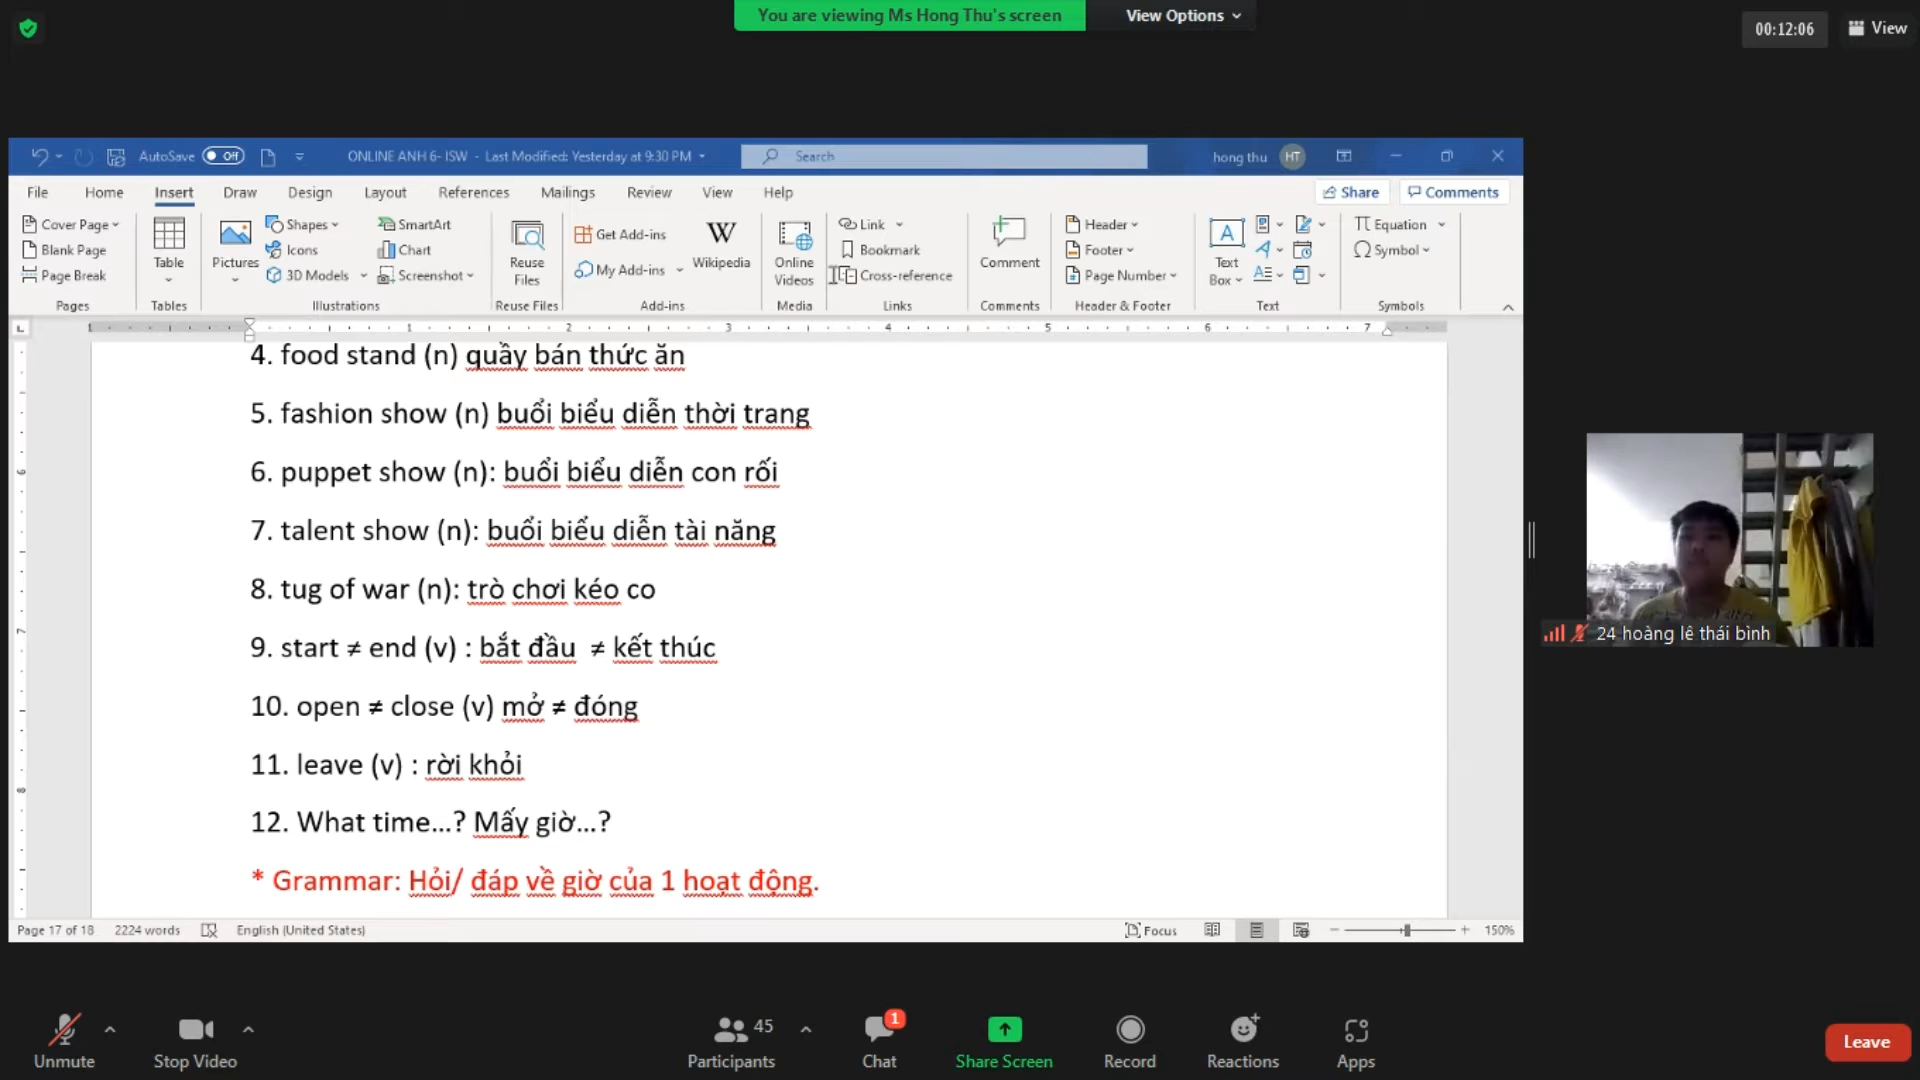 You are viewing Ms Hong Thu's screen
View Options
00:12:06
View
AutoSave Off
ONLINE ANH 6- ISW - Last Modified: Yesterday at 9:30 PM
Search
hong thu HT
File Home Insert Draw Design Layout References Mailings Review View Help
Share Comments
Cover Page
Blank Page
Page Break
Pages
Table
Tables
Pictures
Shapes
Icons
3D Models
SmartArt
Chart
Screenshot
Illustrations
Reuse Files
Reuse Files
Get Add-ins
My Add-ins
Wikipedia
Add-ins
Online Videos
Media
Link
Bookmark
Cross-reference
Links
Comment
Comments
Header
Footer
Page Number
Header & Footer
Text Box
Text
Equation
Symbol
Symbols
1 1 2 3 4 5 6 7
4. food stand (n) quầy bán thức ăn
5. fashion show (n) buổi biểu diễn thời trang
6. puppet show (n): buổi biểu diễn con rối
7. talent show (n): buổi biểu diễn tài năng
8. tug of war (n): trò chơi kéo co
9. start ≠ end (v) : bắt đầu ≠ kết thúc
10. open ≠ close (v) mở ≠ đóng
11. leave (v) : rời khỏi
12. What time...? Mấy giờ...?
* Grammar: Hỏi/ đáp về giờ của 1 hoạt động.
Page 17 of 18 2224 words English (United States)
Focus
150%
24 hoàng lê thái bình
Unmute
Stop Video
45
Participants
1
Chat
Share Screen
Record
Reactions
Apps
Leave